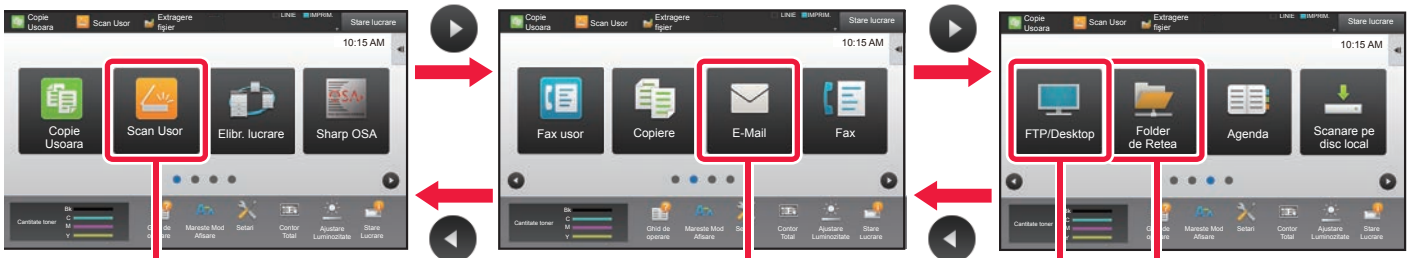 Copie
Usoara
Scan Usor
Extragere
fişier
LINIE
IMPRIM.
Stare lucrare
10:15 AM
Copie
Usoara
Scan Usor
Elibr. lucrare
Sharp OSA
Cantitate toner
Bk
C
M
Y
Ghid de
operare
Mareste Mod
Afisare
Setari
Contor
Total
Ajustare
Luminozitate
Stare
Lucrare
Copie
Usoara
Scan Usor
Extragere
fişier
LINIE
IMPRIM.
Stare lucrare
10:15 AM
Fax usor
Copiere
E-Mail
Fax
Cantitate toner
Bk
C
M
Y
Ghid de
operare
Mareste Mod
Afisare
Contor
Total
Ajustare
Luminozitate
Stare
Lucrare
Copie
Usoara
Scan Usor
Extragere
fişier
LINIE
IMPRIM.
Stare lucrare
10:15 AM
FTP/Desktop
Folder
de Retea
Agenda
Scanare pe
disc local
Cantitate toner
Bk
C
M
Y
Mareste Mod
Afisare
Setari
Contor
Total
Ajustare
Luminozitate
Stare
Lucrare